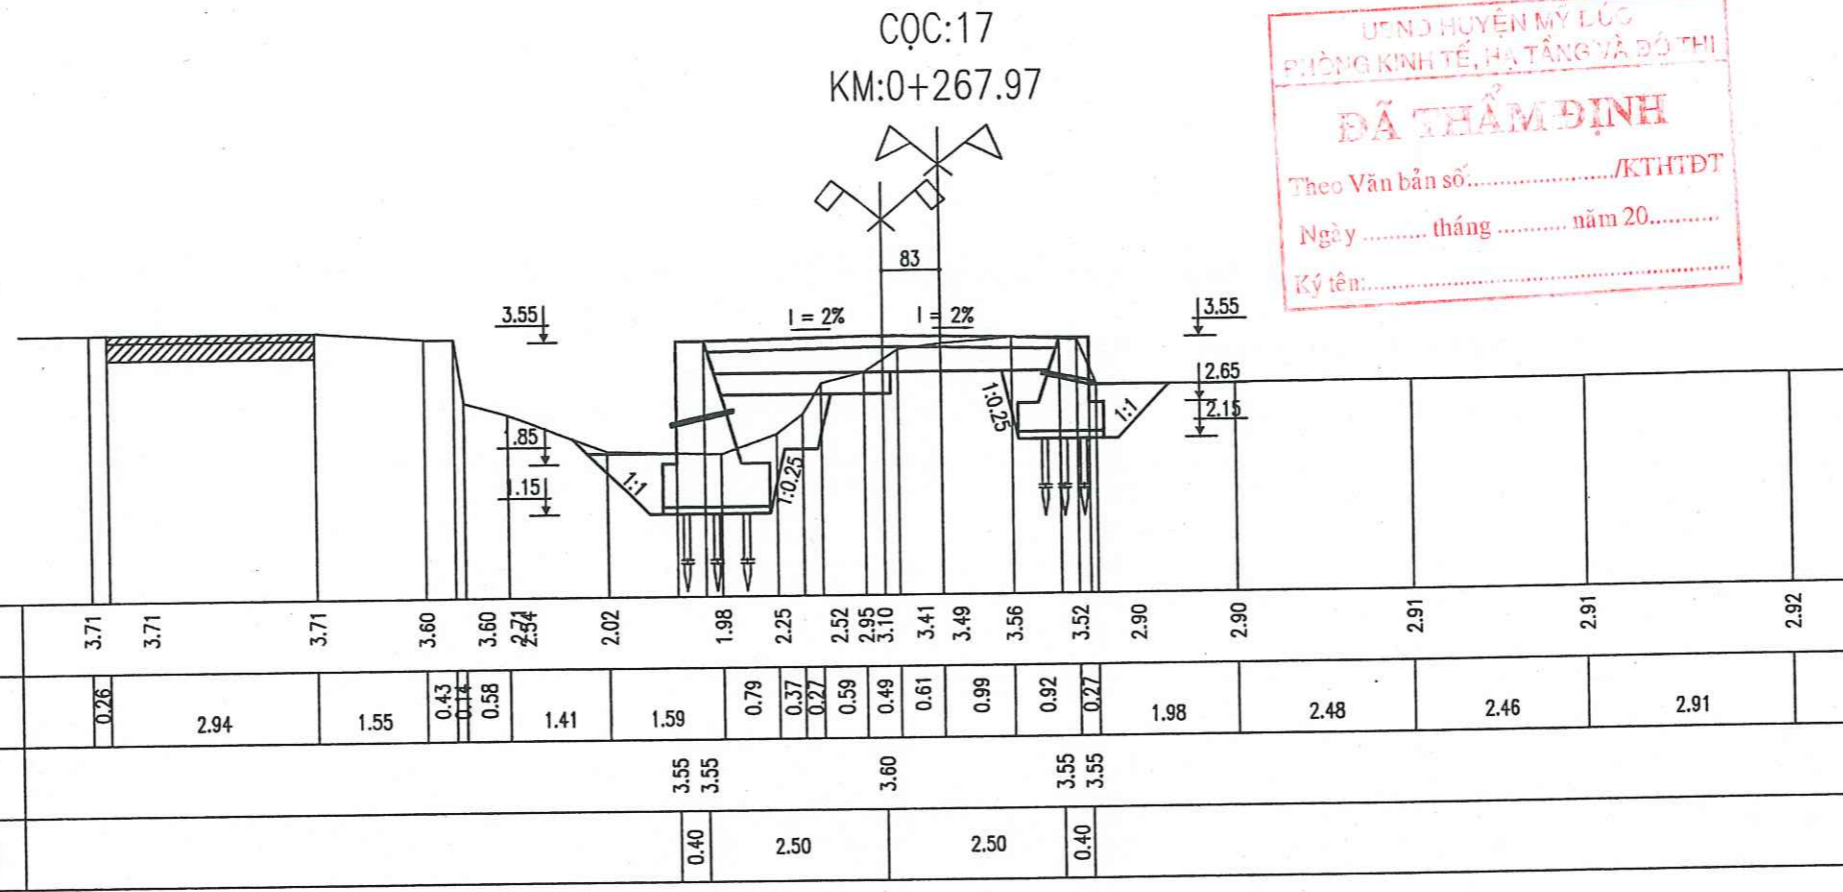 CỌC:17
KM:0+267.97
UBND HUYỆN MỸ ĐỨC
PHÒNG KINH TẾ, HẠ TẦNG VÀ ĐÔ THỊ
ĐÃ THẨM ĐỊNH
Theo Văn bản số:............................/KTHTĐT
Ngày .......... tháng ........... năm 20...........
Ký tên:............................................................
83
3.55
I = 2%
I = 2%
3.55
2.65
2.15
.85
1.15
1:1
1:0.25
1:0.25
1:1
3.71 3.71 3.71 3.60 3.60 2.71 2.54 2.02 1.98 2.25 2.52 2.95 3.10 3.41 3.49 3.56 3.52 2.90 2.90 2.91 2.91 2.92
0.26 2.94 1.55 0.43 0.14 0.58 1.41 1.59 0.79 0.37 0.27 0.59 0.49 0.61 0.99 0.92 0.27 1.98 2.48 2.46 2.91
3.55 3.55 3.60 3.55 3.55
0.40 2.50 2.50 0.40